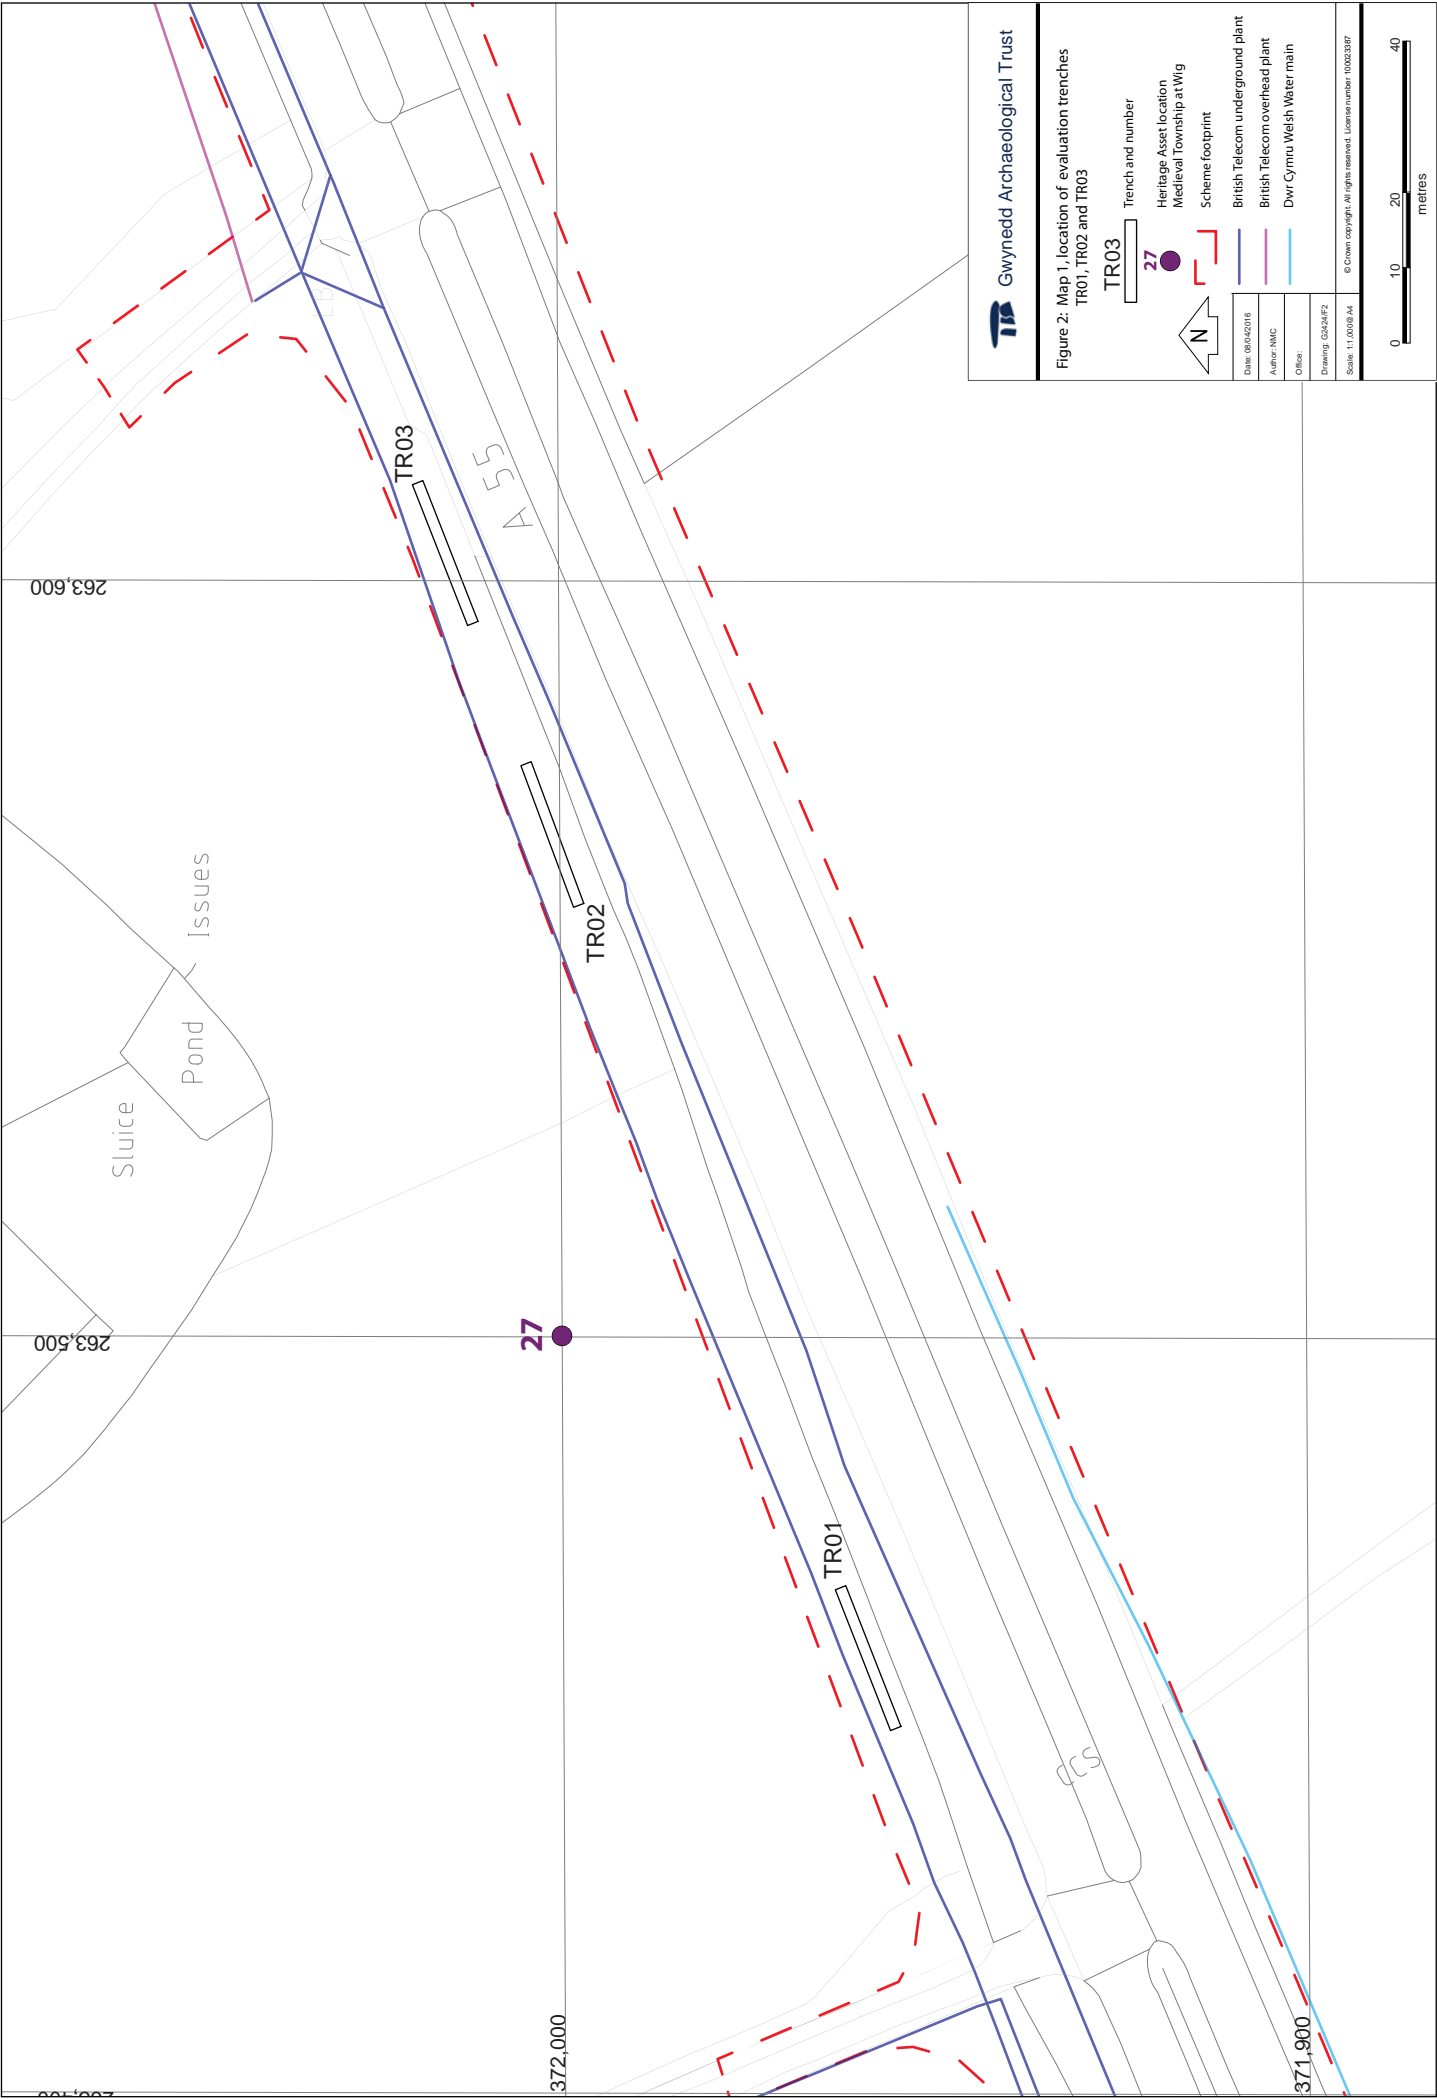 Gwynedd Archaeological Trust
Figure 2: Map 1, location of evaluation trenches
TR01, TR02 and TR03
TR03
Trench and number
27
Heritage Asset location
Medieval Township at Wig
Scheme footprint
British Telecom underground plant
British Telecom overhead plant
Dwr Cymru Welsh Water main
N
Date: 08/04/2016
Author: NMC
Office:
Drawing: G2424/F2
Scale: 1:1,000@A4
© Crown copyright. All rights reserved. License number 100023387
0 10 20 40
metres
263,600
263,500
372,000
371,900
Sluice
Pond
Issues
27
TR01
TR02
TR03
A 55